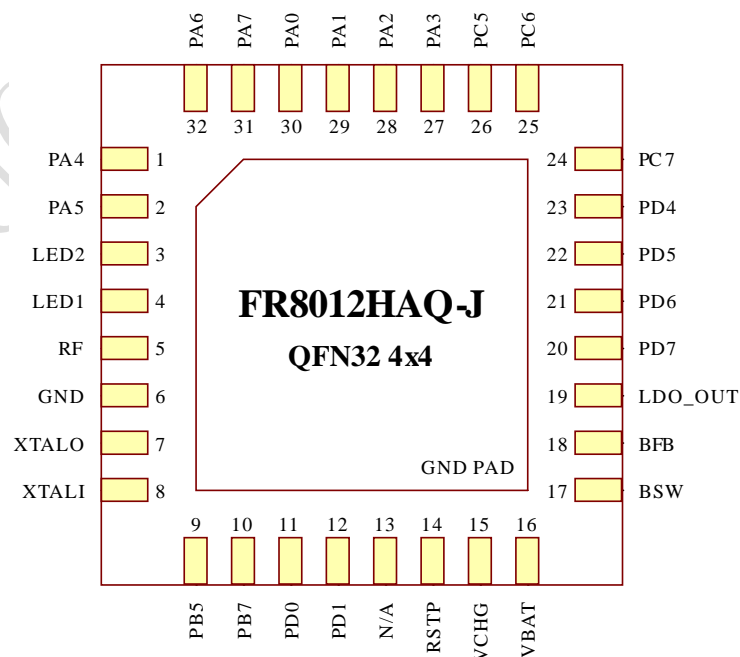 PA6 PA7 PA0 PA1 PA2 PA3 PC5 PC6
32 31 30 29 28 27 26 25
PA4 1
PA5 2
LED2 3
LED1 4
RF 5
GND 6
XTALO 7
XTALI 8
24 PC7
23 PD4
22 PD5
21 PD6
20 PD7
19 LDO_OUT
18 BFB
17 BSW
FR8012HAQ-J
QFN32 4x4
GND PAD
9 10 11 12 13 14 15 16
PB5 PB7 PD0 PD1 N/A RSTP VCHG VBAT